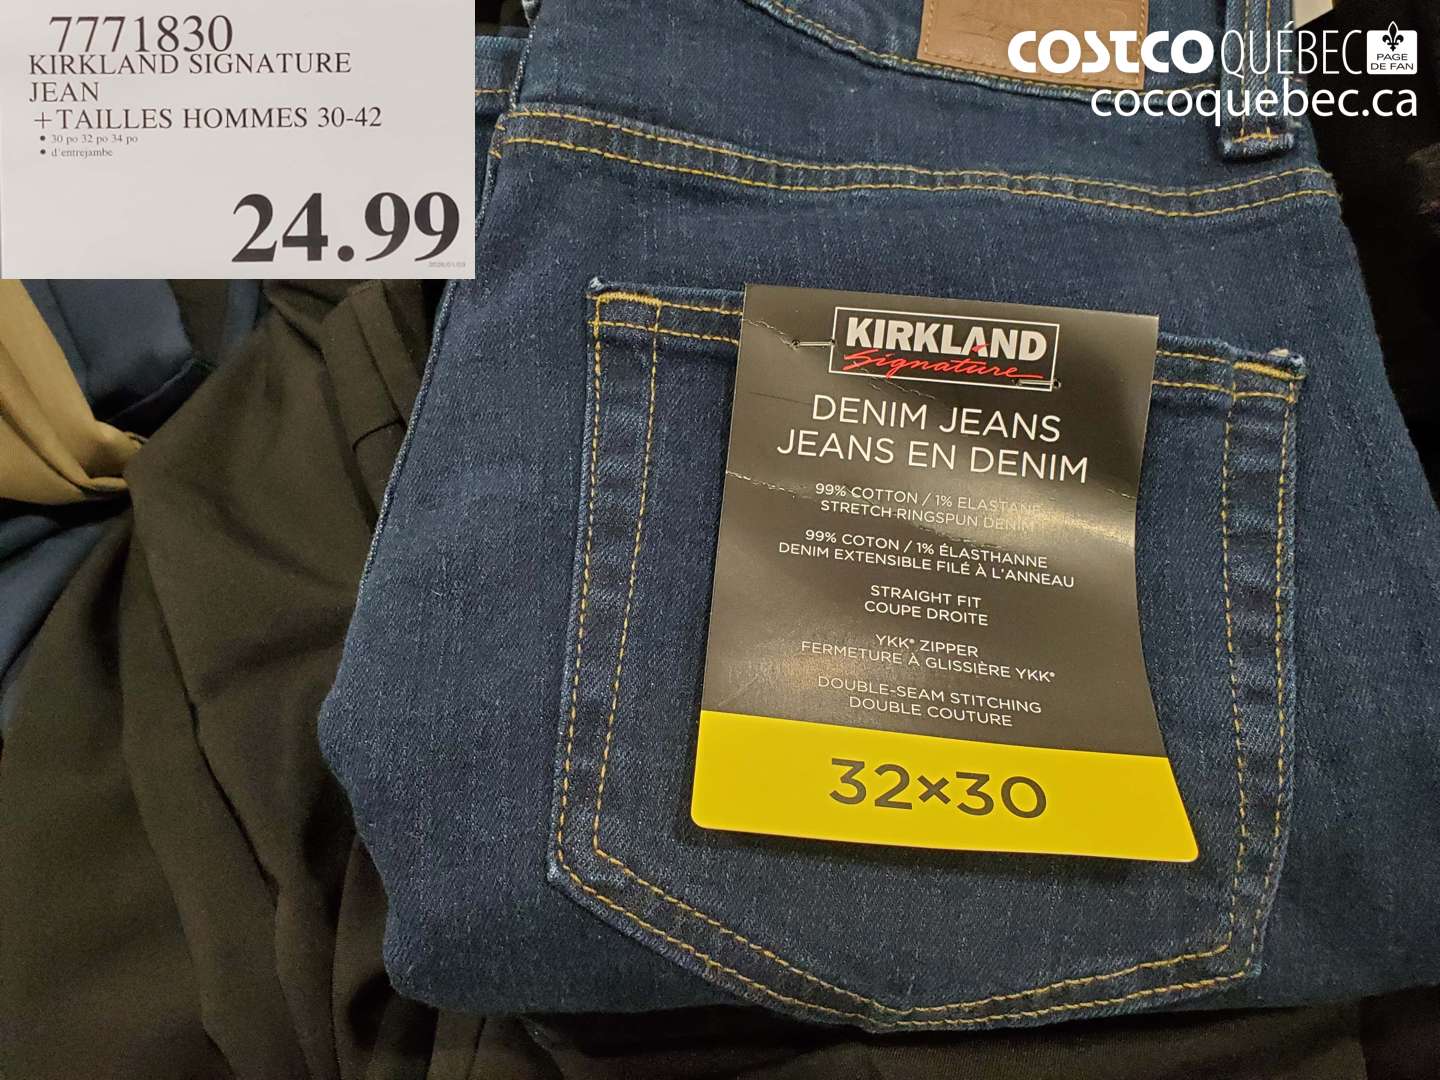 7771830
KIRKLAND SIGNATURE
JEAN
+TAILLES HOMMES 30-42
• 30 po 32 po 34 po
• d'entrejambe
24.99
COSTCO QUÉBEC
PAGE
DE FAN
cocoquebec.ca
KIRKLAND
Signature
DENIM JEANS
JEANS EN DENIM
99% COTTON / 1% ELASTANE
STRETCH RINGSPUN DENIM
99% COTON / 1% ÉLASTHANNE
DENIM EXTENSIBLE FILÉ À L'ANNEAU
STRAIGHT FIT
COUPE DROITE
YKK® ZIPPER
FERMETURE À GLISSIÈRE YKK®
DOUBLE-SEAM STITCHING
DOUBLE COUTURE
32×30